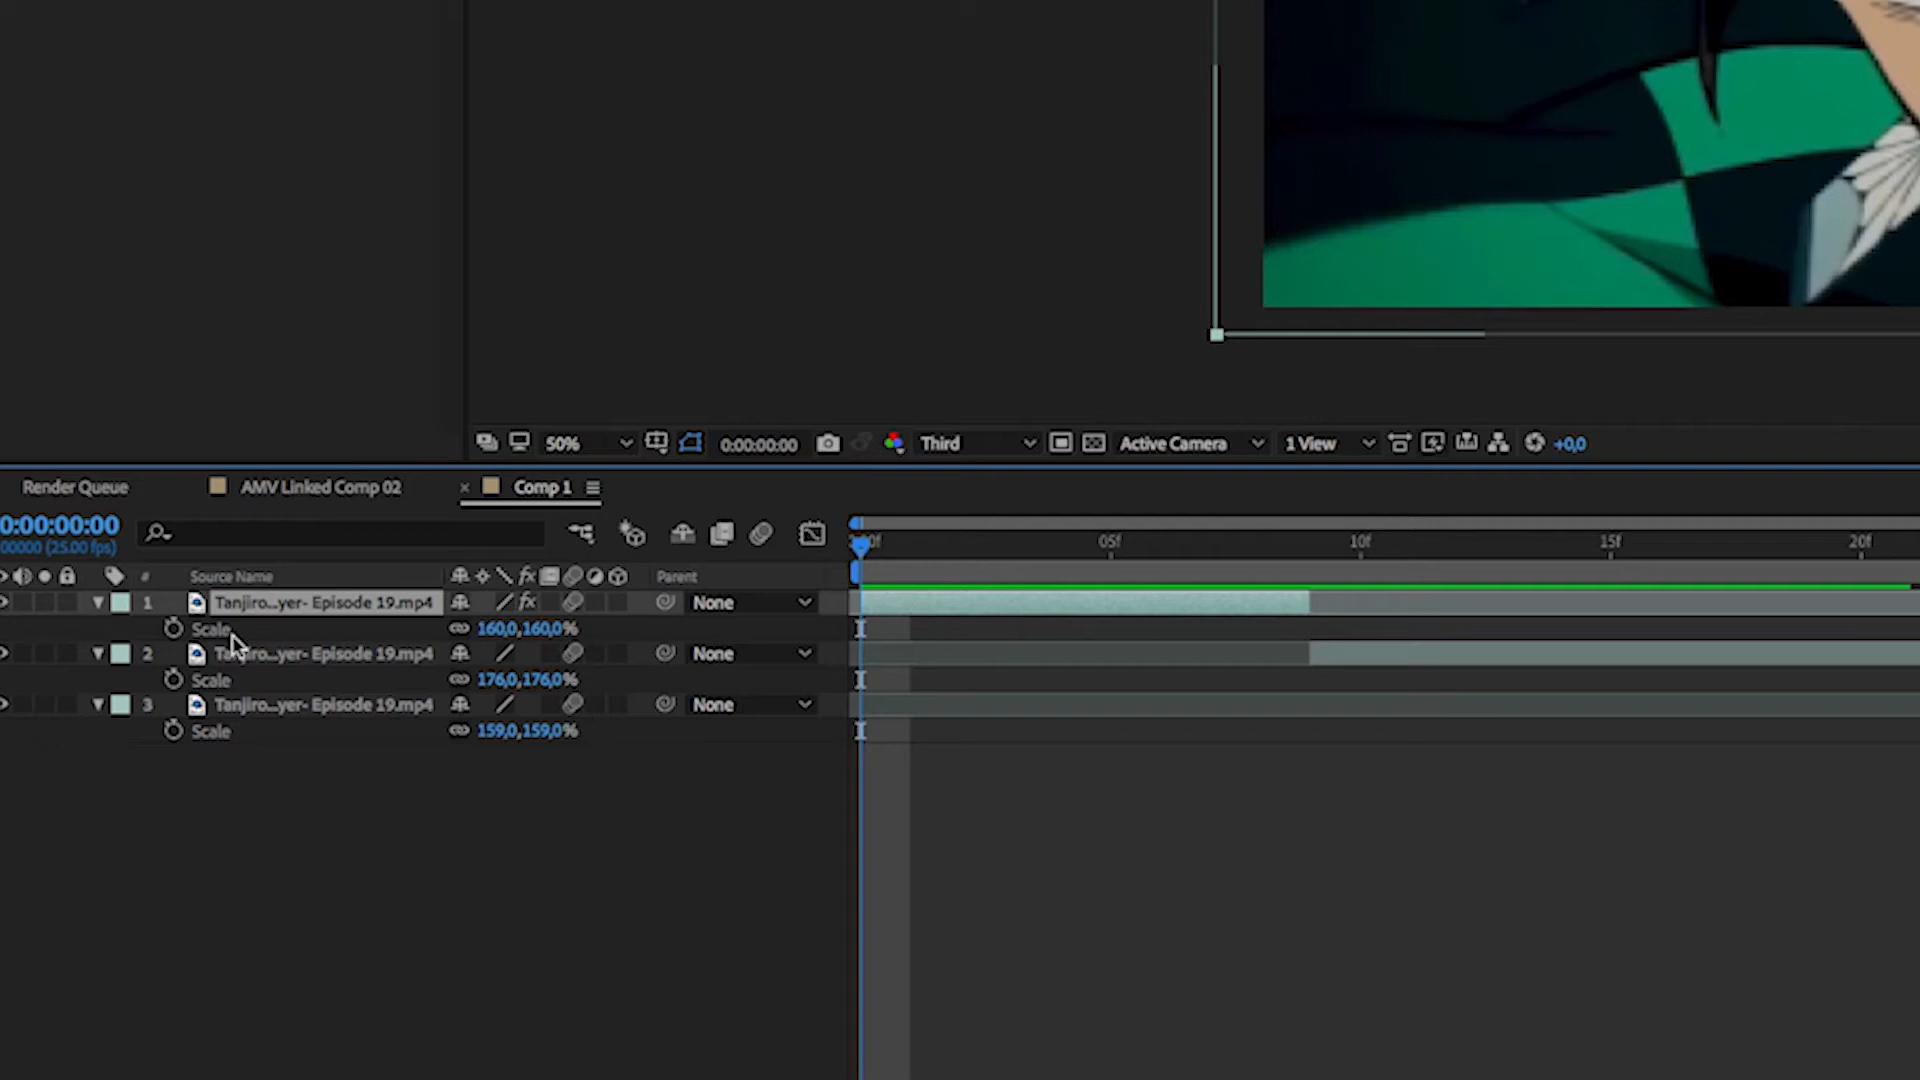 50% 0:00:00:00 Third Active Camera 1 View +0,0
Render Queue AMV Linked Comp 02 × Comp 1
0:00:00:00
00000 (25.00 fps)
05f 10f 15f 20f
# Source Name fx Parent
1 Tanjiro...yer- Episode 19.mp4 fx None
Scale 160,0,160,0%
2 Tanjiro...yer- Episode 19.mp4 None
Scale 176,0,176,0%
3 Tanjiro...yer- Episode 19.mp4 None
Scale 159,0,159,0%